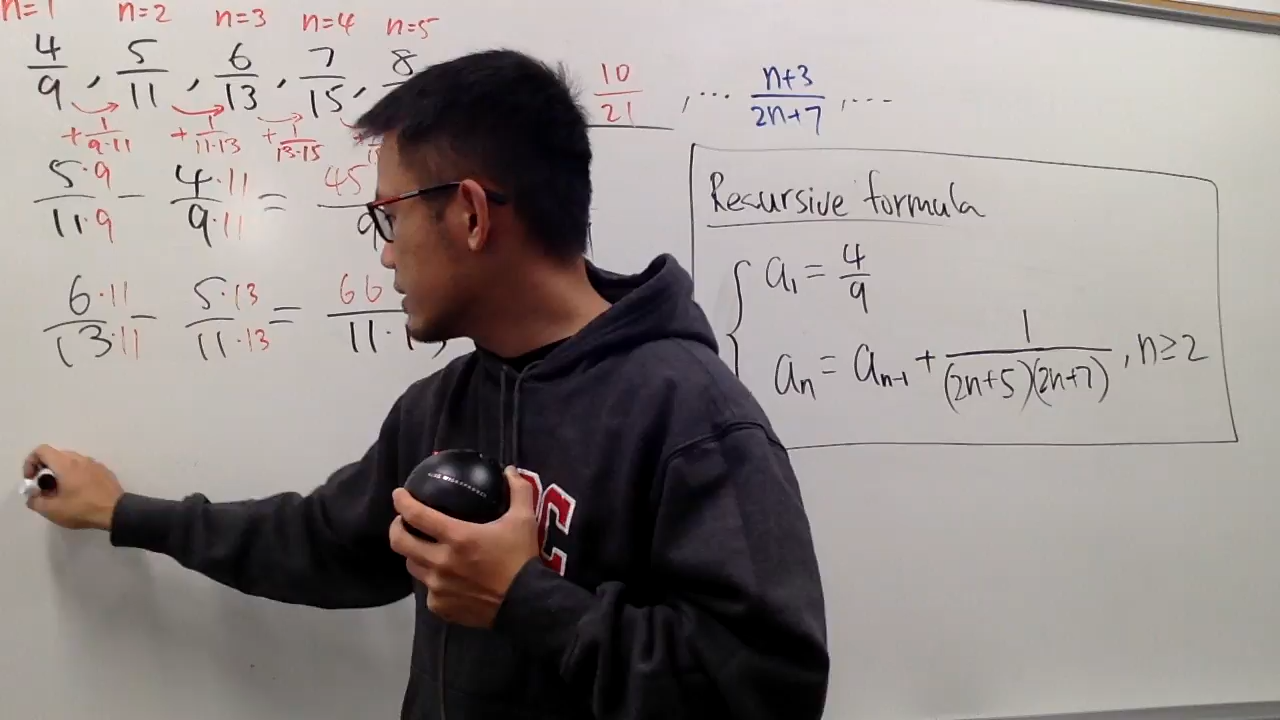 n=1 n=2 n=3 n=4 n=5
4/9, 5/11, 6/13, 7/15, 8 10/21, ... n+3/2n+7, ...
+1/9·11 +1/11·13 +1/13·15
5·9/11·9 - 4·11/9·11 = 45
6·11/13·11 - 5·13/11·13 = 66/11·
Recursive formula
a₁ = 4/9
aₙ = aₙ₋₁ + 1/(2n+5)(2n+7), n≥2
C